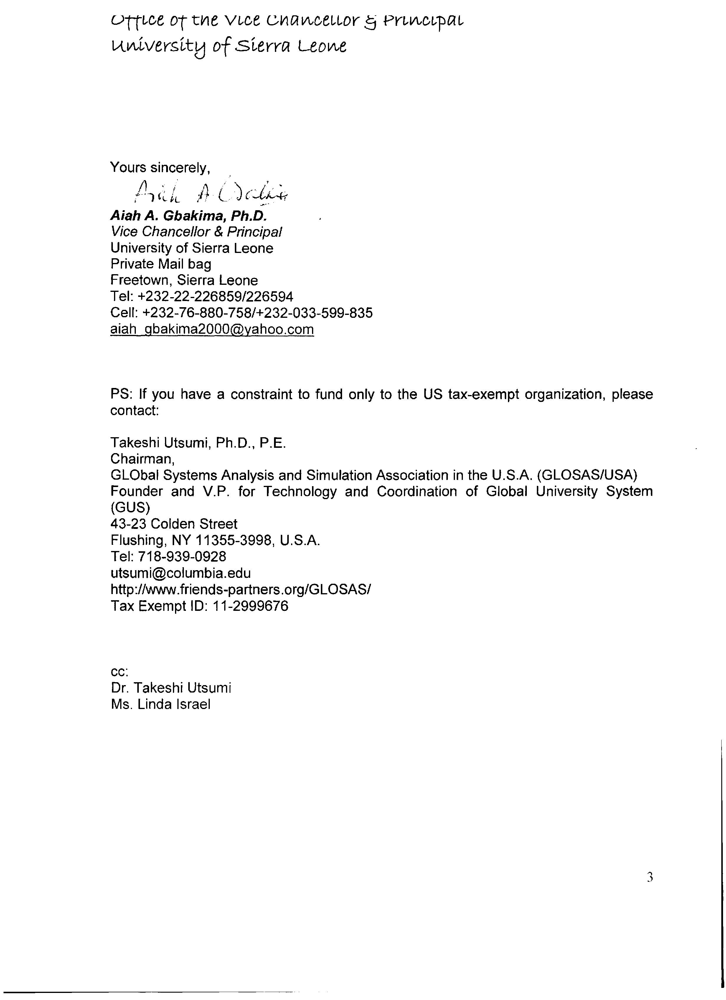 Office of the Vice Chancellor & Principal
University of Sierra Leone
Yours sincerely,
Aiah A
Aiah A. Gbakima, Ph.D.
Vice Chancellor & Principal
University of Sierra Leone
Private Mail bag
Freetown, Sierra Leone
Tel: +232-22-226859/226594
Cell: +232-76-880-758/+232-033-599-835
aiah_gbakima2000@yahoo.com
PS: If you have a constraint to fund only to the US tax-exempt organization, please
contact:
Takeshi Utsumi, Ph.D., P.E.
Chairman,
GLObal Systems Analysis and Simulation Association in the U.S.A. (GLOSAS/USA)
Founder and V.P. for Technology and Coordination of Global University System
(GUS)
43-23 Colden Street
Flushing, NY 11355-3998, U.S.A.
Tel: 718-939-0928
utsumi@columbia.edu
http://www.friends-partners.org/GLOSAS/
Tax Exempt ID: 11-2999676
cc:
Dr. Takeshi Utsumi
Ms. Linda Israel
3